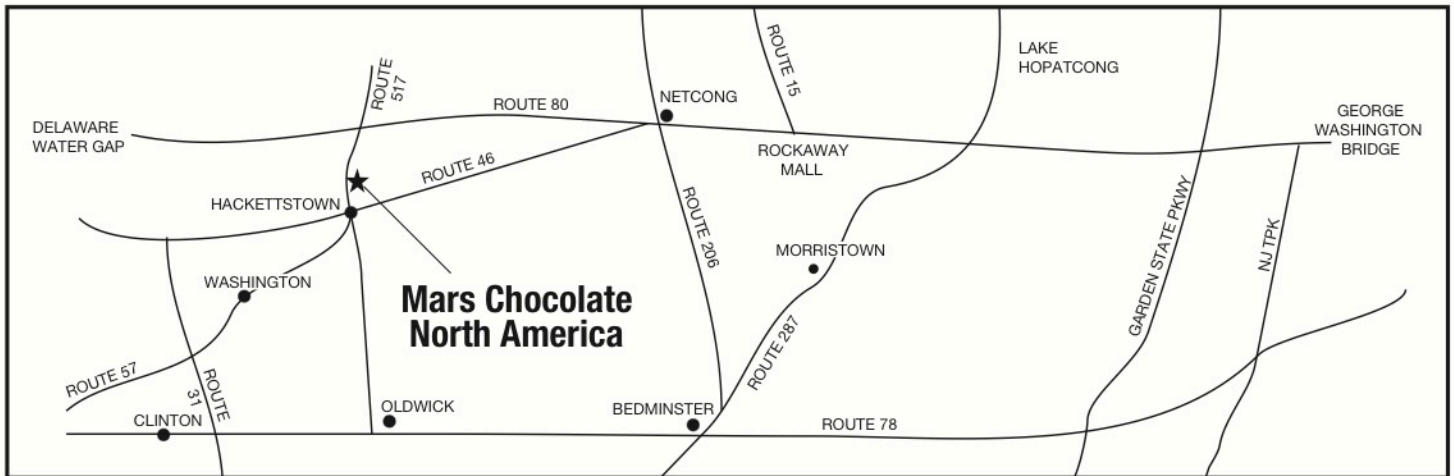 ROUTE
517
ROUTE 15
LAKE
HOPATCONG
ROUTE 80
NETCONG
GEORGE
WASHINGTON
BRIDGE
DELAWARE
WATER GAP
ROCKAWAY
MALL
ROUTE 46
HACKETTSTOWN
ROUTE 206
MORRISTOWN
GARDEN STATE PKWY
NJ TPK
WASHINGTON
Mars Chocolate
North America
ROUTE 287
ROUTE 57
ROUTE
31
CLINTON
OLDWICK
BEDMINSTER
ROUTE 78